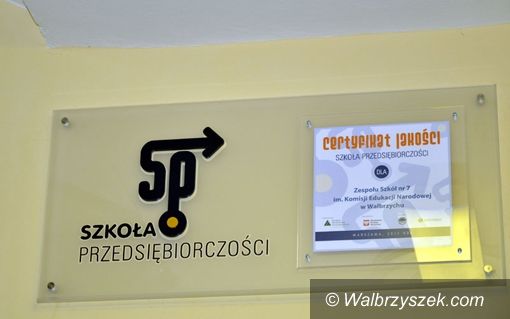 SP
SZKOŁA
PRZEDSIĘBIORCZOŚCI
CERTYFIKAT JAKOŚCI
SZKOŁA PRZEDSIĘBIORCZOŚCI
DLA
Zespołu Szkół nr 7
im. Komisji Edukacji Narodowej
w Wałbrzychu
© Walbrzyszek.com